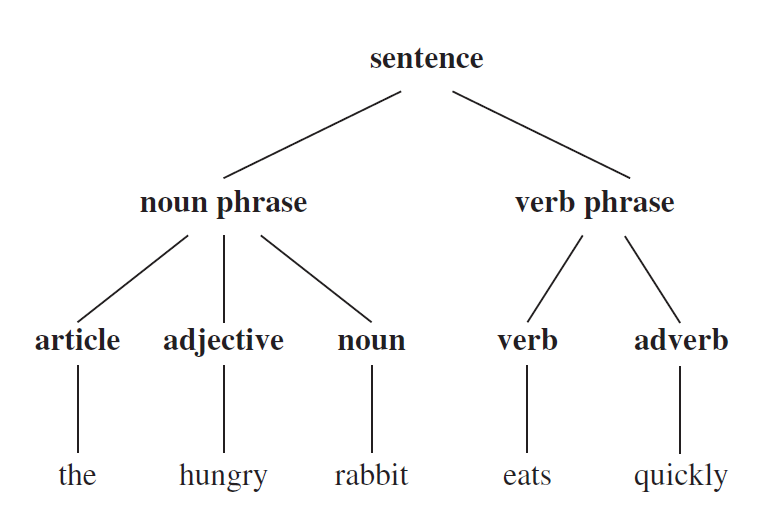 sentence
noun phrase verb phrase
article adjective noun verb adverb
the hungry rabbit eats quickly